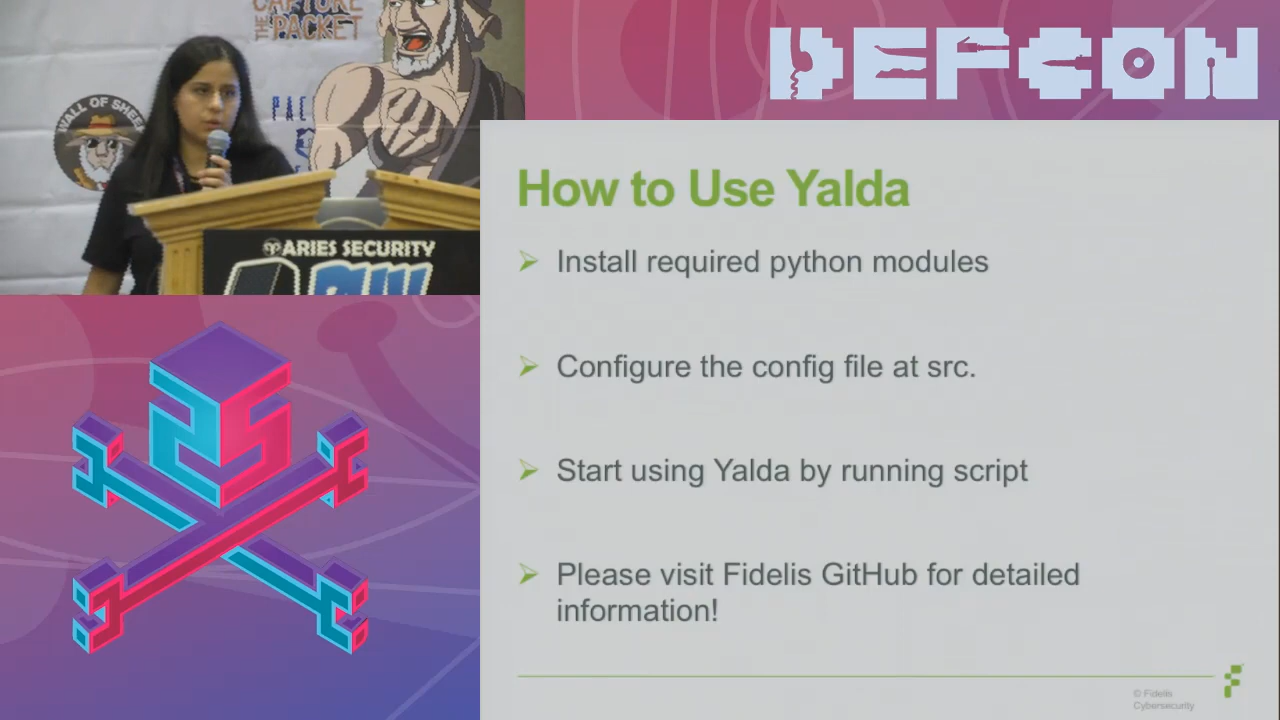 CAPTURE
THE PACKET
WALL OF SHEEP
PAC
ARIES SECURITY
DEFCON
How to Use Yalda
Install required python modules
Configure the config file at src.
Start using Yalda by running script
Please visit Fidelis GitHub for detailed
information!
© Fidelis
Cybersecurity